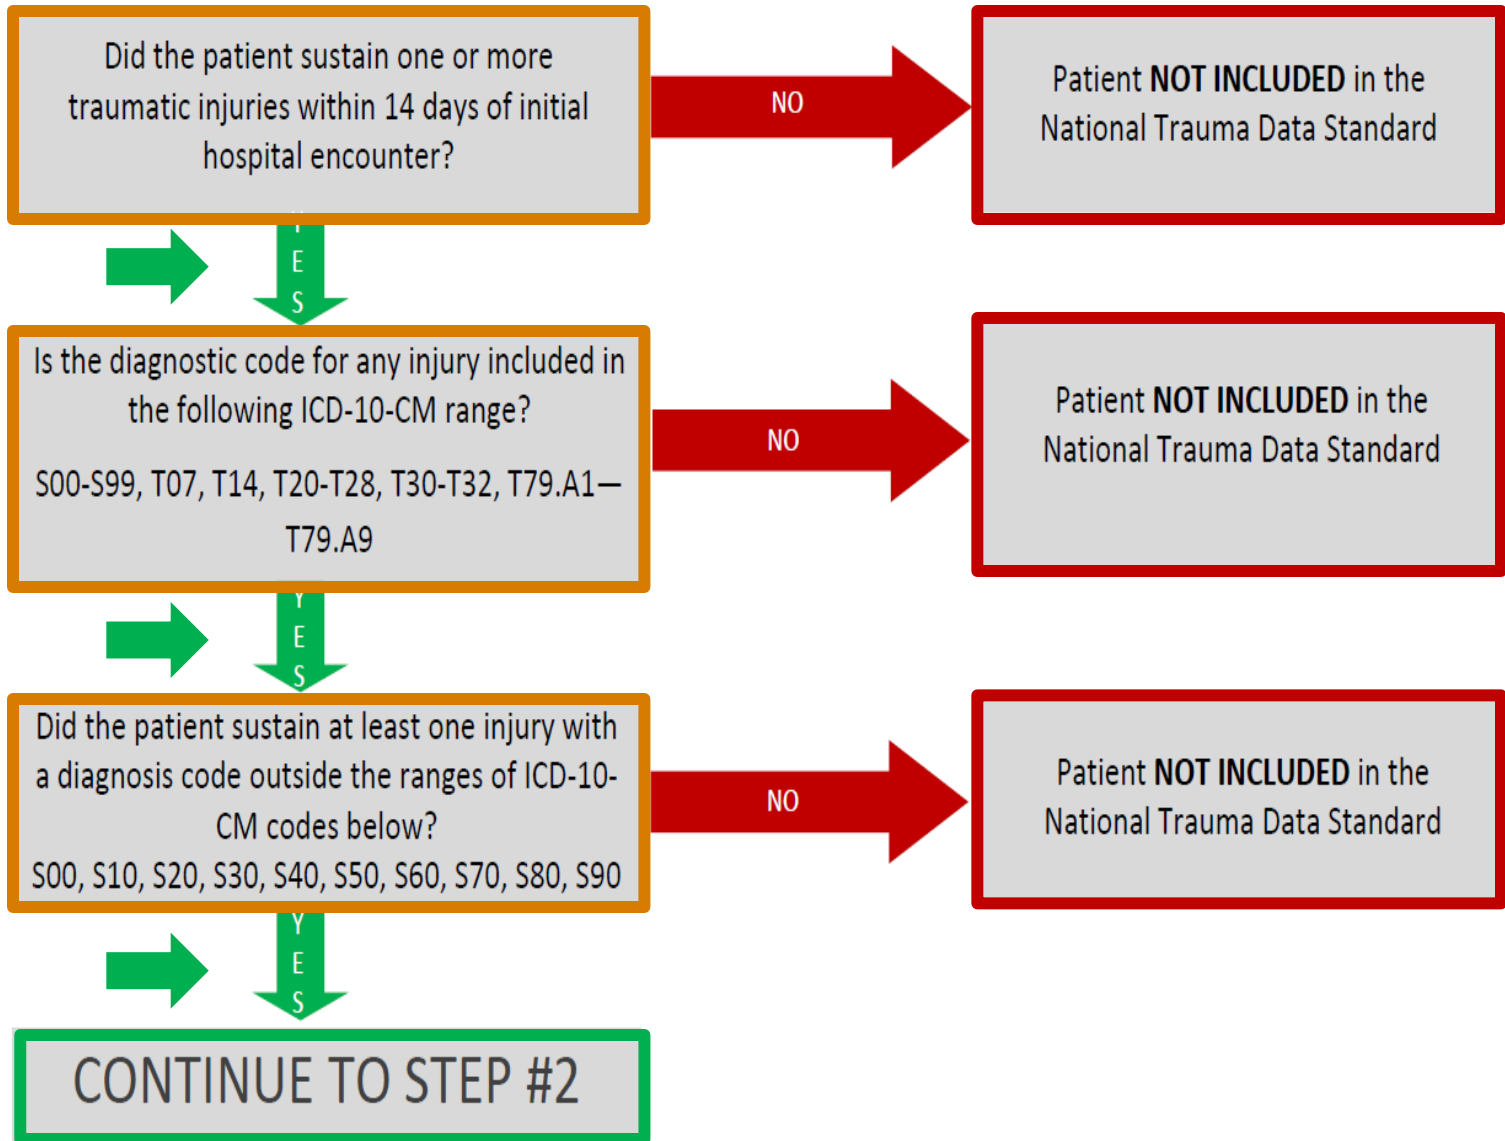 Did the patient sustain one or more
traumatic injuries within 14 days of initial
hospital encounter?
NO
Patient NOT INCLUDED in the
National Trauma Data Standard
Y
E
S
Is the diagnostic code for any injury included in
the following ICD-10-CM range?
S00-S99, T07, T14, T20-T28, T30-T32, T79.A1—
T79.A9
NO
Patient NOT INCLUDED in the
National Trauma Data Standard
Y
E
S
Did the patient sustain at least one injury with
a diagnosis code outside the ranges of ICD-10-
CM codes below?
S00, S10, S20, S30, S40, S50, S60, S70, S80, S90
NO
Patient NOT INCLUDED in the
National Trauma Data Standard
Y
E
S
CONTINUE TO STEP #2